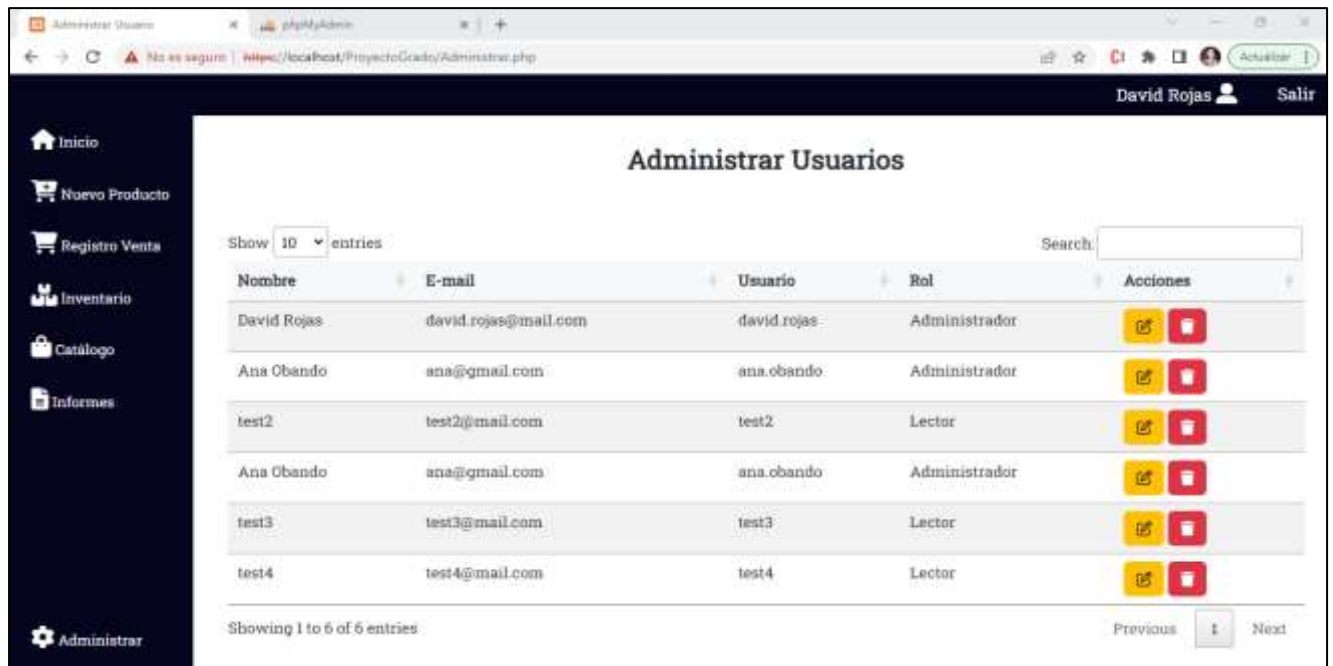 Administrar Usuario phpMyAdmin
No es seguro | https://localhost/ProyectoGrado/Administrar.php Actualizar
David Rojas Salir
Inicio
Nuevo Producto
Registro Venta
Inventario
Catálogo
Informes
Administrar
Administrar Usuarios
Show 10 entries Search:
Nombre E-mail Usuario Rol Acciones
David Rojas david.rojas@mail.com david.rojas Administrador
Ana Obando ana@gmail.com ana.obando Administrador
test2 test2@mail.com test2 Lector
Ana Obando ana@gmail.com ana.obando Administrador
test3 test3@mail.com test3 Lector
test4 test4@mail.com test4 Lector
Showing 1 to 6 of 6 entries Previous 1 Next